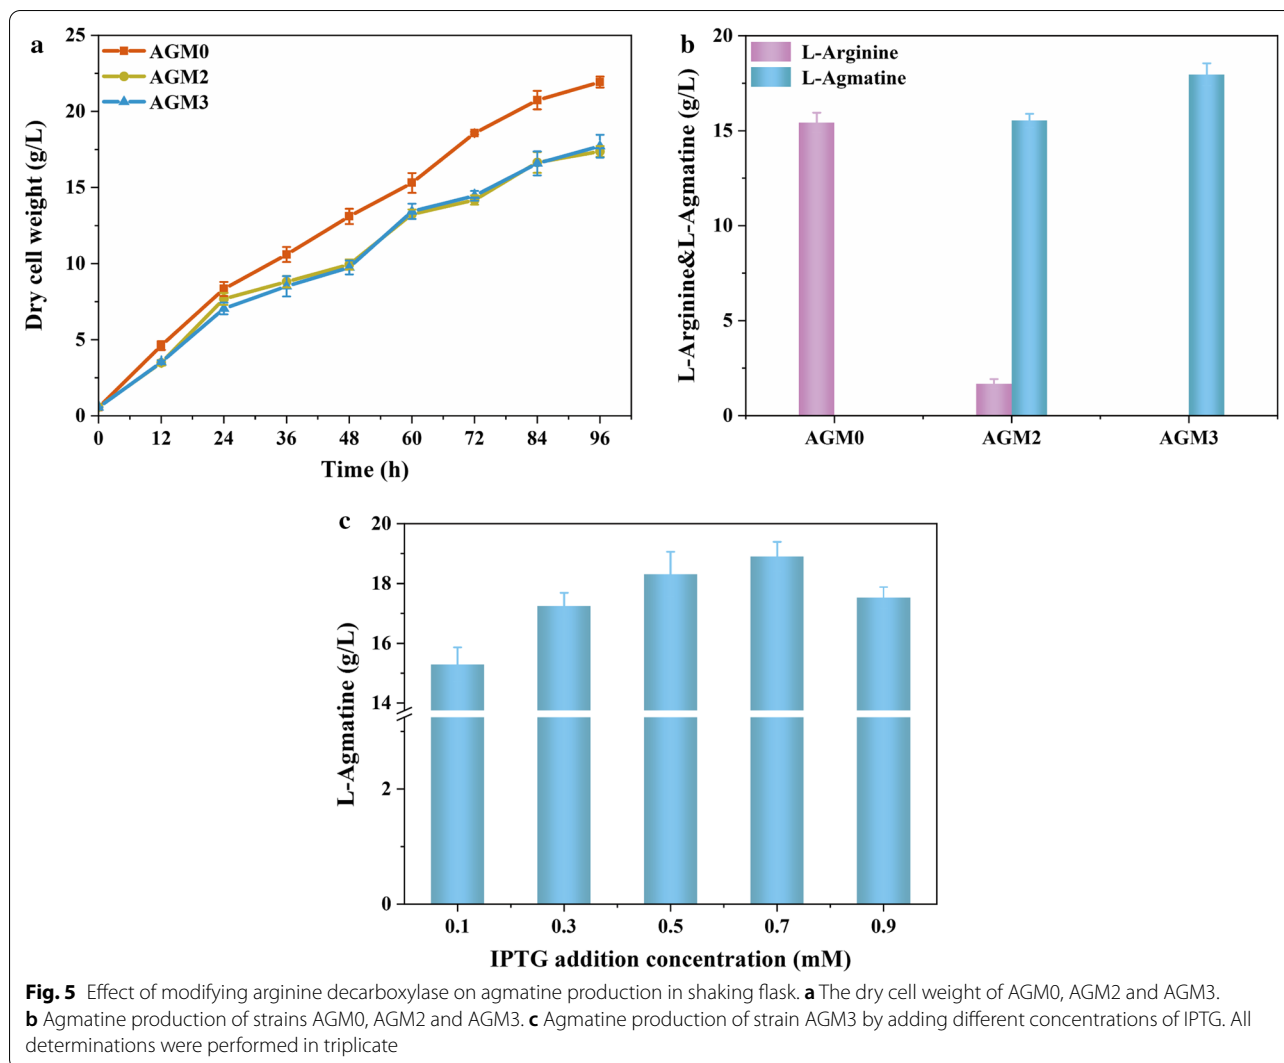 a
25
20
15
10
5
0
Dry cell weight (g/L)
AGM0
AGM2
AGM3
0 12 24 36 48 60 72 84 96
Time (h)
b
20
15
10
5
0
L-Arginine&L-Agmatine (g/L)
L-Arginine
L-Agmatine
AGM0 AGM2 AGM3
c
20
18
16
14
2
0
L-Agmatine (g/L)
0.1 0.3 0.5 0.7 0.9
IPTG addition concentration (mM)
Fig. 5 Effect of modifying arginine decarboxylase on agmatine production in shaking flask. a The dry cell weight of AGM0, AGM2 and AGM3.
b Agmatine production of strains AGM0, AGM2 and AGM3. c Agmatine production of strain AGM3 by adding different concentrations of IPTG. All
determinations were performed in triplicate